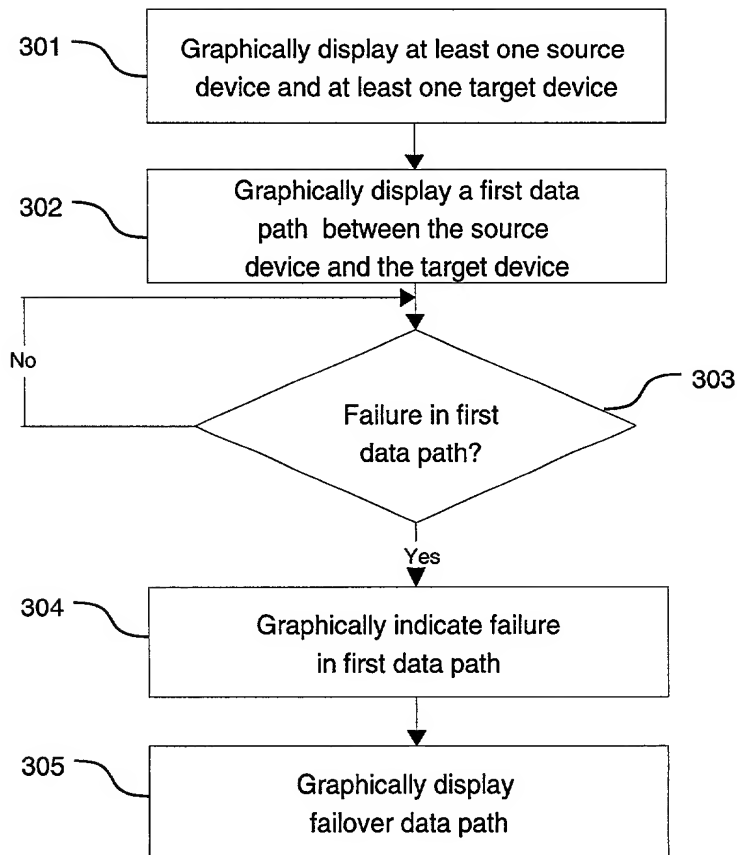 301
Graphically display at least one source
device and at least one target device
302
Graphically display a first data
path between the source
device and the target device
No
303
Failure in first
data path?
Yes
304
Graphically indicate failure
in first data path
305
Graphically display
failover data path